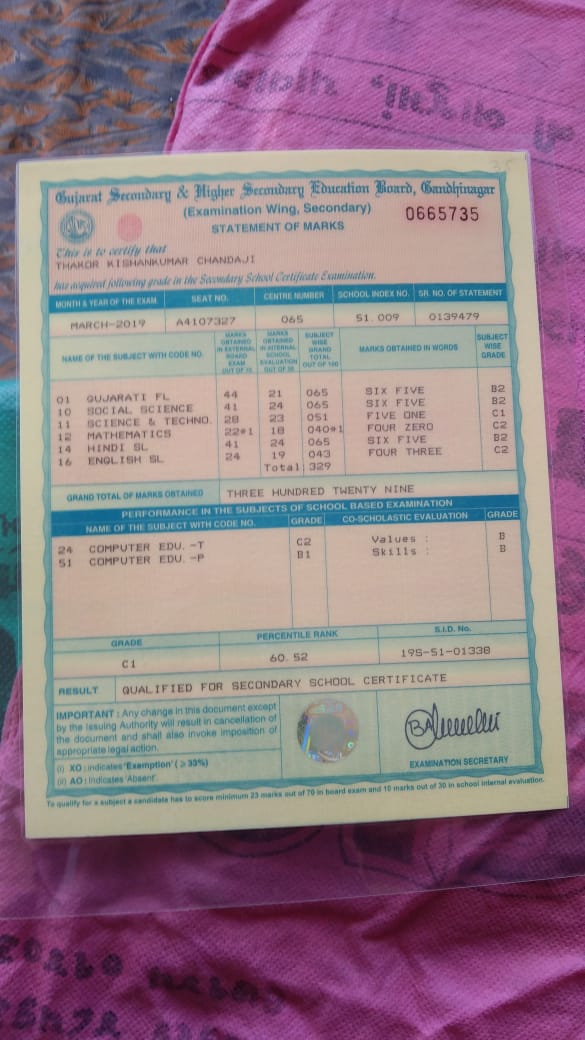 35
Gujarat Secondary & Higher Secondary Education Board, Gandhinagar
(Examination Wing, Secondary)
0665735
STATEMENT OF MARKS
This is to certify that
THAKOR KISHANKUMAR CHANDAJI
has acquired following grade in the Secondary School Certificate Examination.
MONTH & YEAR OF THE EXAM SEAT NO. CENTRE NUMBER SCHOOL INDEX NO. SR. NO. OF STATEMENT
MARCH-2019 A4107327 065 51.009 0139479
NAME OF THE SUBJECT WITH CODE NO. MARKS OBTAINED IN EXTERNAL BOARD EXAM OUT OF 70 MARKS OBTAINED IN INTERNAL SCHOOL EVALUATION OUT OF 30 SUBJECT WISE GRAND TOTAL OUT OF 100 MARKS OBTAINED IN WORDS SUBJECT WISE GRADE
01 GUJARATI FL 44 21 065 SIX FIVE B2
10 SOCIAL SCIENCE 41 24 065 SIX FIVE B2
11 SCIENCE & TECHNO. 28 23 051 FIVE ONE C1
12 MATHEMATICS 22*1 18 040*1 FOUR ZERO C2
14 HINDI SL 41 24 065 SIX FIVE B2
16 ENGLISH SL 24 19 043 FOUR THREE C2
Total: 329
GRAND TOTAL OF MARKS OBTAINED THREE HUNDRED TWENTY NINE
PERFORMANCE IN THE SUBJECTS OF SCHOOL BASED EXAMINATION
NAME OF THE SUBJECT WITH CODE NO. GRADE CO-SCHOLASTIC EVALUATION GRADE
24 COMPUTER EDU. -T C2 Values : B
51 COMPUTER EDU. -P B1 Skills : B
GRADE PERCENTILE RANK S.I.D. No.
C1 60.52 19S-51-01338
RESULT QUALIFIED FOR SECONDARY SCHOOL CERTIFICATE
IMPORTANT : Any change in this document except
by the issuing Authority will result in cancellation of
the document and shall also invoke imposition of
appropriate legal action.
(i) XO : indicates 'Exemption' (≥ 33%)
(ii) AO : Indicates 'Absent'.
EXAMINATION SECRETARY
To qualify for a subject a candidate has to score minimum 23 marks out of 70 in board exam and 10 marks out of 30 in school internal evaluation.